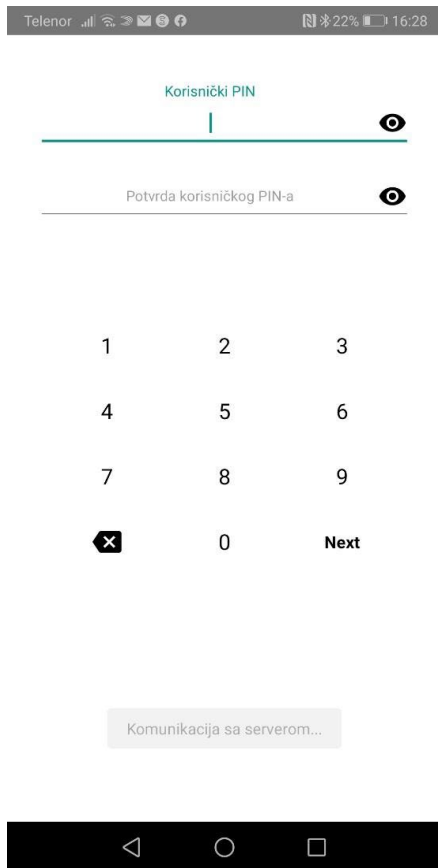 Telenor 22% 16:28
Korisnički PIN
Potvrda korisničkog PIN-a
1 2 3
4 5 6
7 8 9
0 Next
Komunikacija sa serverom...